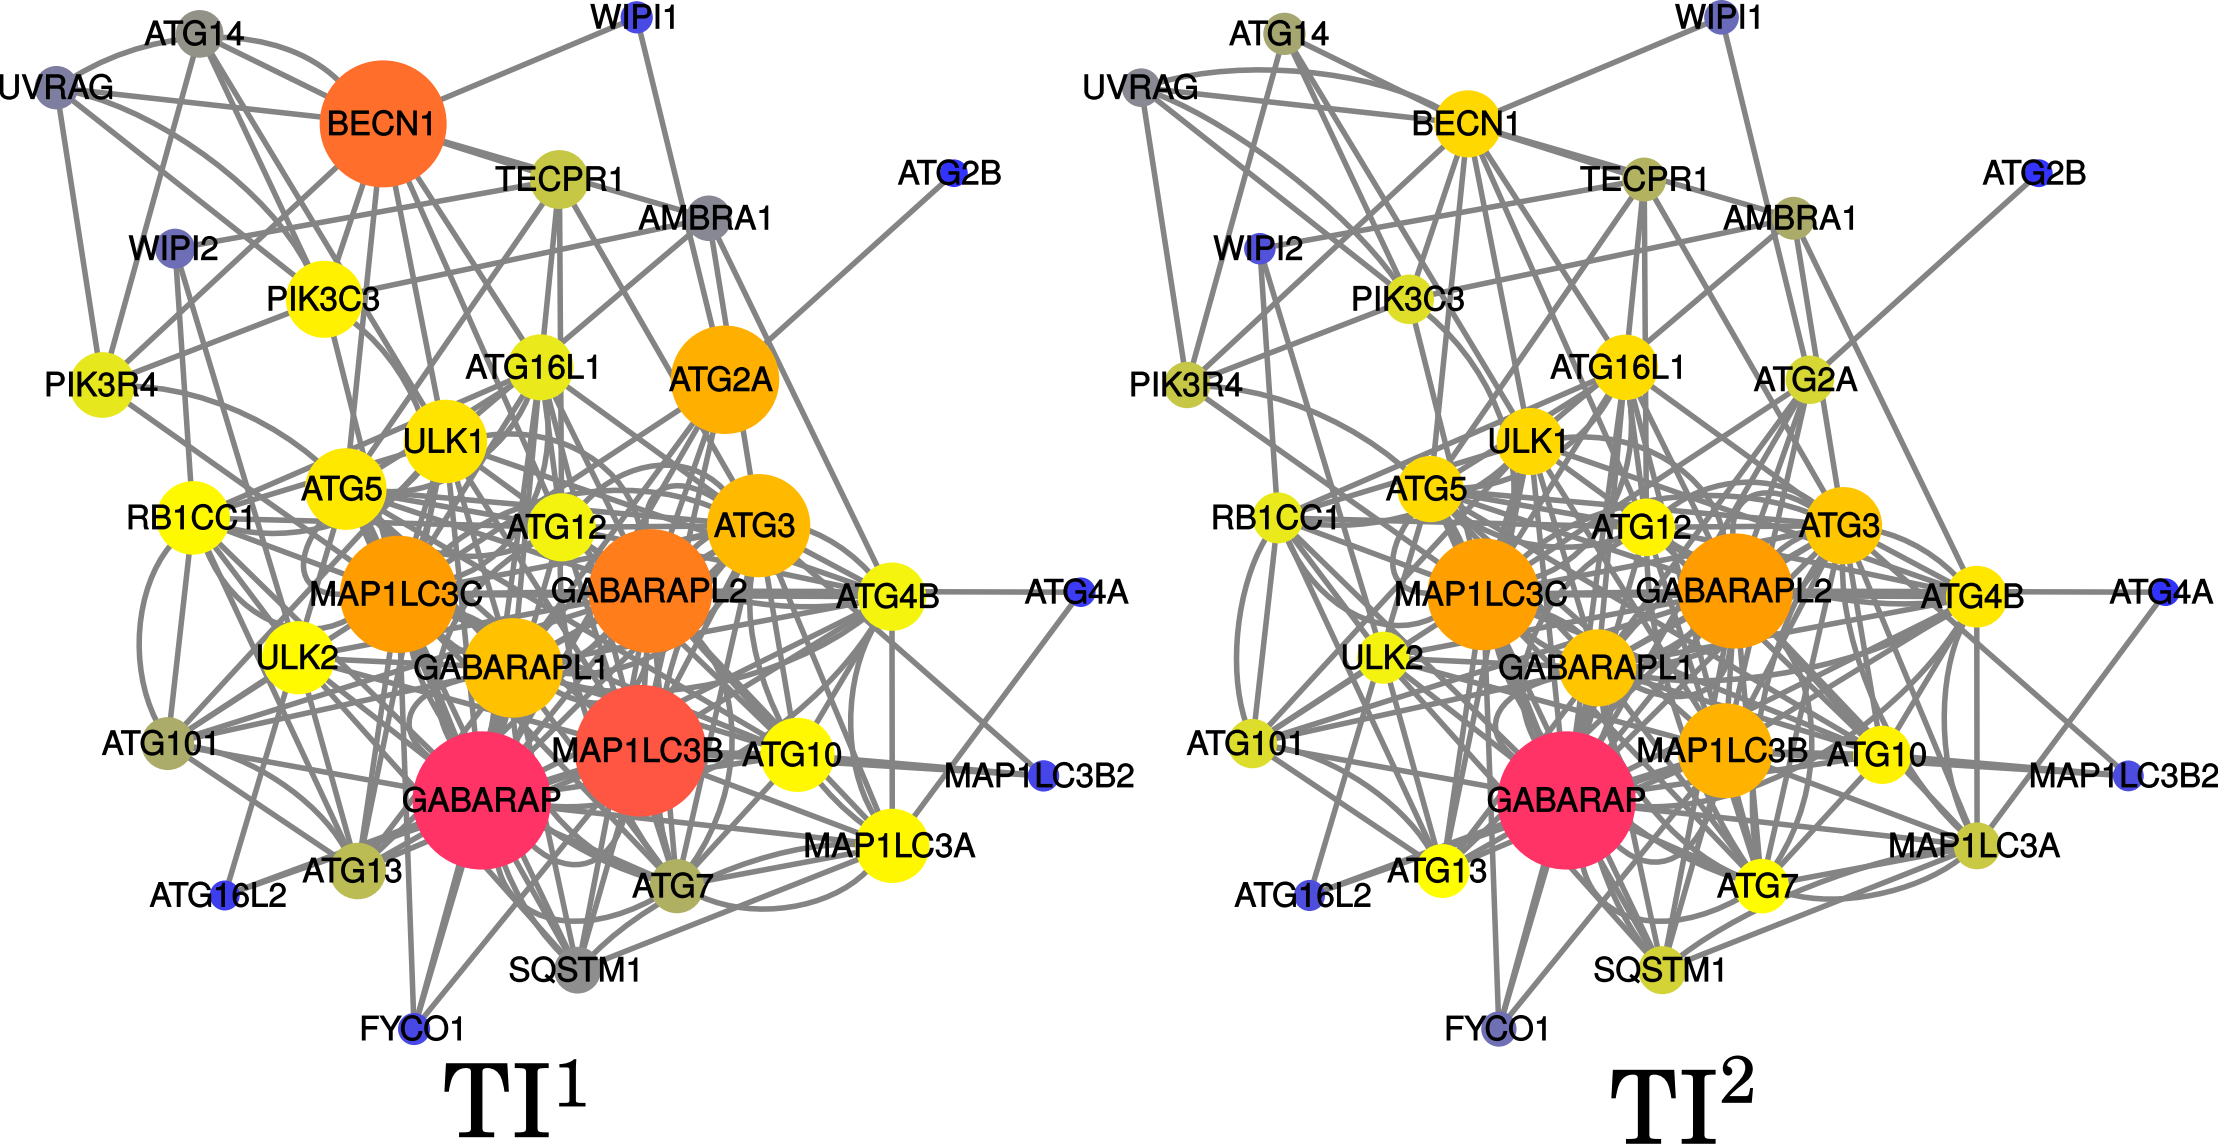 WIPI1
ATG14
UVRAG
BECN1
TECPR1
ATG2B
AMBRA1
WIPI2
PIK3C3
ATG16L1
ATG2A
PIK3R4
ULK1
ATG5
RB1CC1
ATG12
ATG3
MAP1LC3C
GABARAPL2
ATG4B
ATG4A
ULK2
GABARAPL1
ATG101
MAP1LC3B
ATG10
MAP1LC3B2
GABARAP
MAP1LC3A
ATG13
ATG7
ATG16L2
SQSTM1
FYCO1
TI¹
WIPI1
ATG14
UVRAG
BECN1
TECPR1
ATG2B
AMBRA1
WIPI2
PIK3C3
ATG16L1
ATG2A
PIK3R4
ULK1
ATG5
RB1CC1
ATG12
ATG3
MAP1LC3C
GABARAPL2
ATG4B
ATG4A
ULK2
GABARAPL1
ATG101
MAP1LC3B
ATG10
MAP1LC3B2
GABARAP
MAP1LC3A
ATG13
ATG7
ATG16L2
SQSTM1
FYCO1
TI²